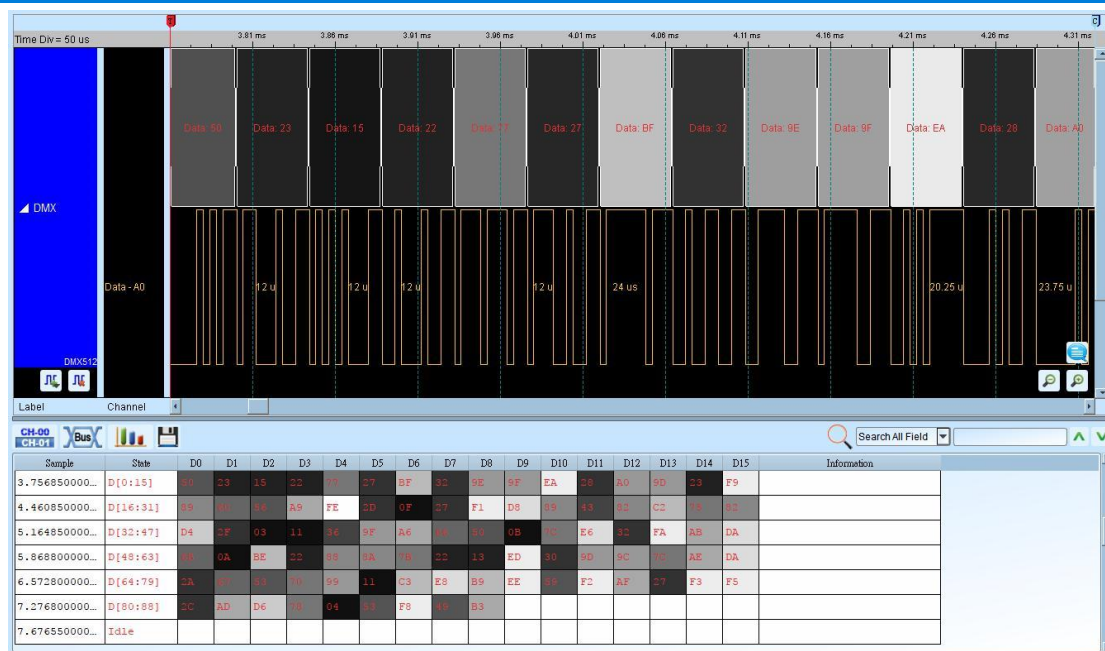 T C
Time Div = 50 us 3.81 ms 3.86 ms 3.91 ms 3.96 ms 4.01 ms 4.06 ms 4.11 ms 4.16 ms 4.21 ms 4.26 ms 4.31 ms
Data: 50 Data: 23 Data: 15 Data: 22 Data: 77 Data: 27 Data: BF Data: 32 Data: 9E Data: 9F Data: EA Data: 28 Data: A0
DMX
Data - A0 12 u 12 u 12 u 12 u 24 us 20.25 u 23.75 u
DMX512
Label Channel
CH-00
CH-01 Bus Search All Field
Sample State D0 D1 D2 D3 D4 D5 D6 D7 D8 D9 D10 D11 D12 D13 D14 D15 Information
3.756850000... D[0:15] 50 23 15 22 77 27 BF 32 9E 9F EA 28 A0 9D 23 F9
4.460850000... D[16:31] A9 FE 2D 0F 27 F1 D8 43 C2
5.164850000... D[32:47] D4 2F 03 11 36 9F A6 0B E6 32 FA AB DA
5.868800000... D[48:63] 0A BE 22 8A 7B 22 13 ED 30 9D 9C AE DA
6.572800000... D[64:79] 2A 99 11 C3 E8 B9 EE F2 AF 27 F3 F5
7.276800000... D[80:88] 2C AD D6 04 F8 B3
7.676550000... Idle